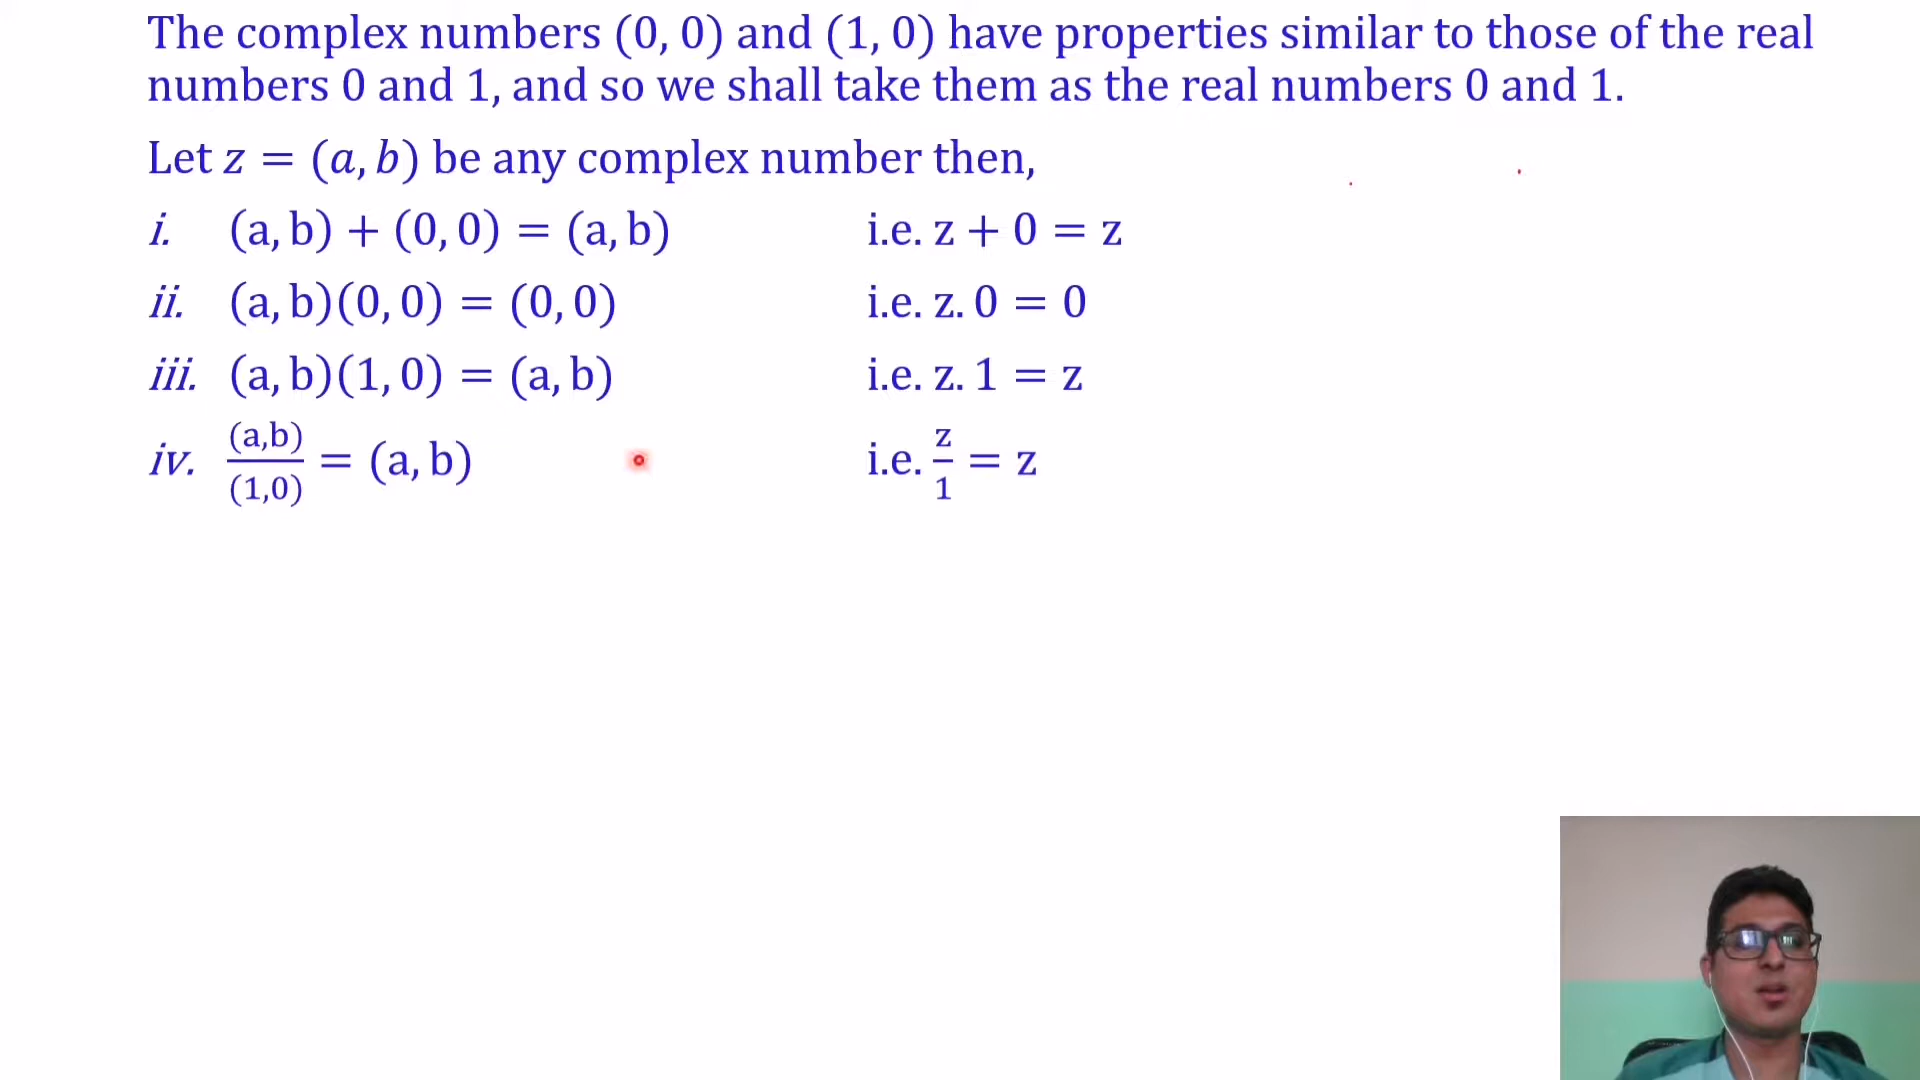 The complex numbers (0, 0) and (1, 0) have properties similar to those of the real
numbers 0 and 1, and so we shall take them as the real numbers 0 and 1.
Let z = (a, b) be any complex number then,
i. (a, b) + (0, 0) = (a, b) i.e. z + 0 = z
ii. (a, b)(0, 0) = (0, 0) i.e. z. 0 = 0
iii. (a, b)(1, 0) = (a, b) i.e. z. 1 = z
iv. (a,b)/(1,0) = (a, b) i.e. z/1 = z